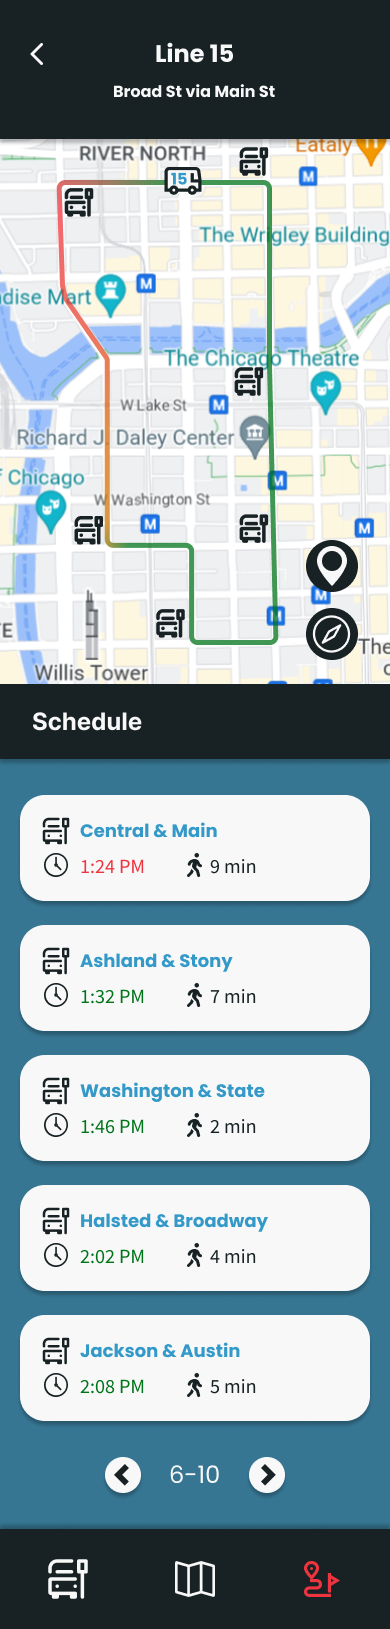 Line 15
Broad St via Main St
Eataly
RIVER NORTH
M
15
The Wrigley Building
M
dise Mart
The Chicago Theatre
W Lake St
M
Richard J. Daley Center
M
f Chicago
W Washington St
M
M
M
M
TE
The
Willis Tower
c
Schedule
Central & Main
1:24 PM
9 min
Ashland & Stony
1:32 PM
7 min
Washington & State
1:46 PM
2 min
Halsted & Broadway
2:02 PM
4 min
Jackson & Austin
2:08 PM
5 min
6-10